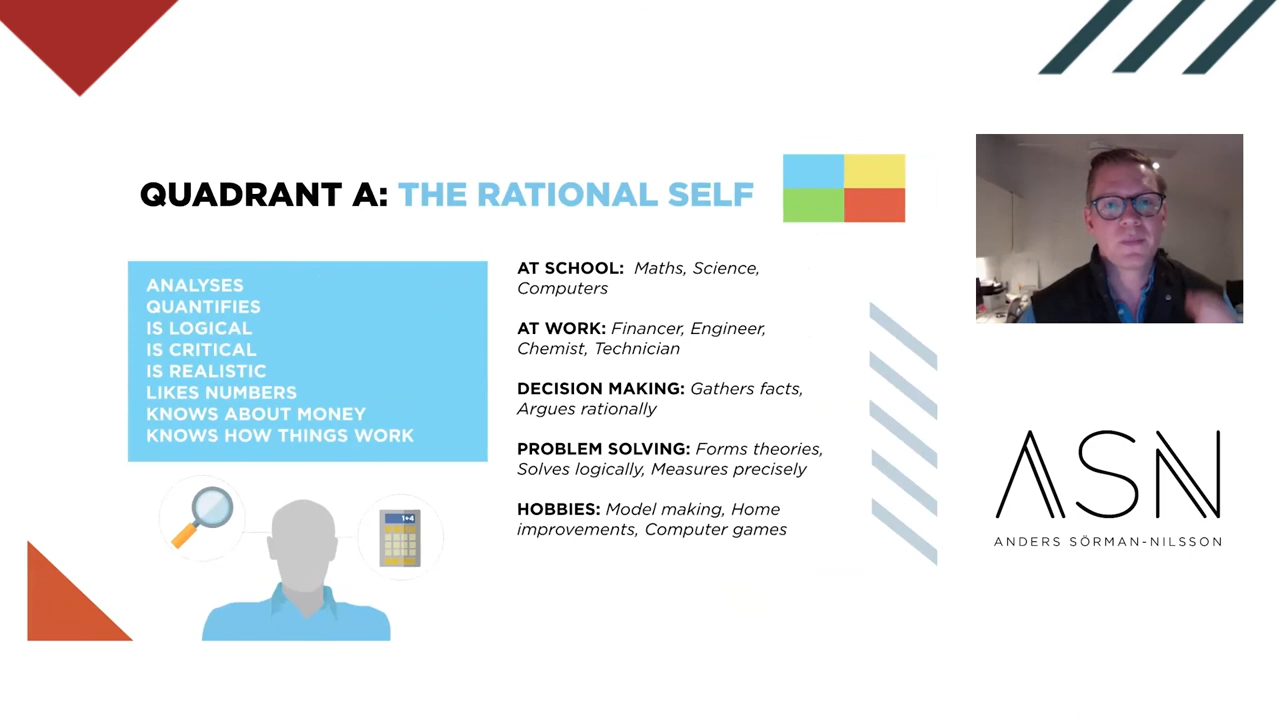 QUADRANT A: THE RATIONAL SELF
ANALYSES
QUANTIFIES
IS LOGICAL
IS CRITICAL
IS REALISTIC
LIKES NUMBERS
KNOWS ABOUT MONEY
KNOWS HOW THINGS WORK
1+4
AT SCHOOL: Maths, Science,
Computers
AT WORK: Financer, Engineer,
Chemist, Technician
DECISION MAKING: Gathers facts,
Argues rationally
PROBLEM SOLVING: Forms theories,
Solves logically, Measures precisely
HOBBIES: Model making, Home
improvements, Computer games
ASN
ANDERS SÖRMAN-NILSSON